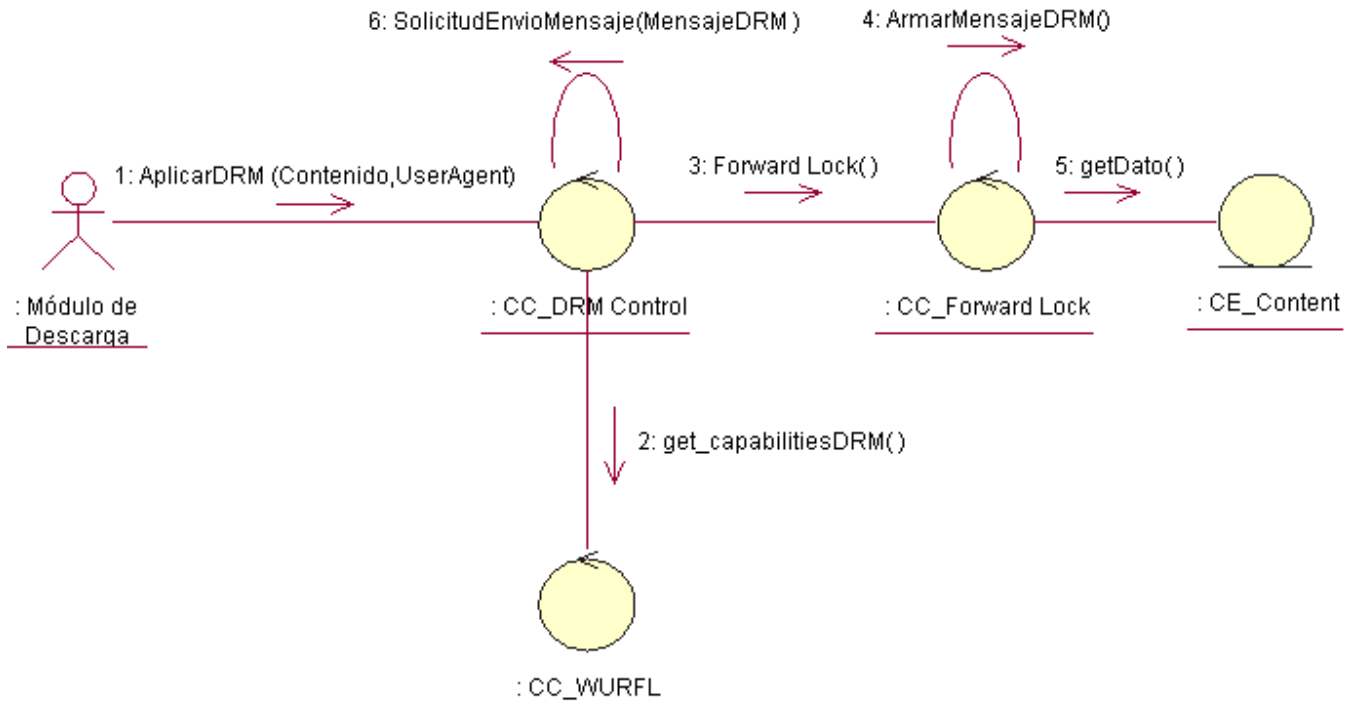 6: SolicitudEnvioMensaje(MensajeDRM )
4: ArmarMensajeDRM()
1: AplicarDRM (Contenido,UserAgent)
3: Forward Lock()
5: getDato()
: Módulo de
Descarga
: CC_DRM Control
: CC_Forward Lock
: CE_Content
2: get_capabilitiesDRM()
: CC_WURFL